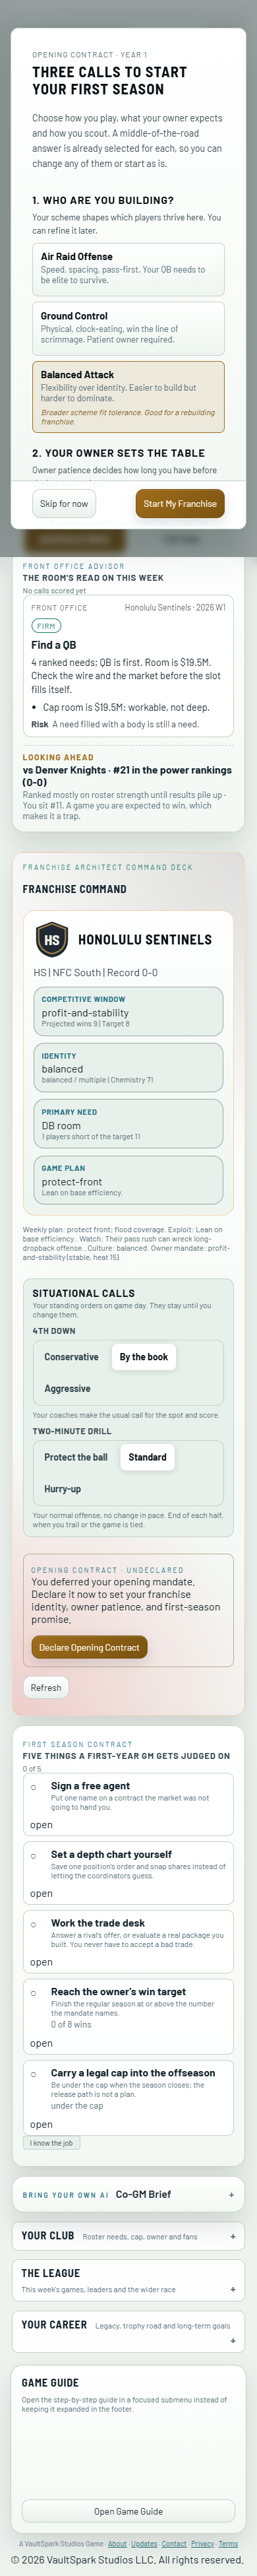 OPENING CONTRACT · YEAR 1
THREE CALLS TO START
YOUR FIRST SEASON
Choose how you play, what your owner expects
and how you scout. A middle-of-the-road
answer is already selected for each, so you can
change any of them or start as is.
1. WHO ARE YOU BUILDING?
Your scheme shapes which players thrive here. You
can refine it later.
Air Raid Offense
Speed, spacing, pass-first. Your QB needs to
be elite to survive.
Ground Control
Physical, clock-eating, win the line of
scrimmage. Patient owner required.
Balanced Attack
Flexibility over identity. Easier to build but
harder to dominate.
Broader scheme fit tolerance. Good for a rebuilding
franchise.
2. YOUR OWNER SETS THE TABLE
Owner patience decides how long you have before
Skip for now
Start My Franchise
FRONT OFFICE ADVISOR
THE ROOM'S READ ON THIS WEEK
No calls scored yet
FRONT OFFICE
Honolulu Sentinels · 2026 W1
FIRM
Find a QB
4 ranked needs; QB is first. Room is $19.5M.
Check the wire and the market before the slot
fills itself.
• Cap room is $19.5M: workable, not deep.
Risk A need filled with a body is still a need.
LOOKING AHEAD
vs Denver Knights · #21 in the power rankings
(0-0)
Ranked mostly on roster strength until results pile up ·
You sit #11. A game you are expected to win, which
makes it a trap.
FRANCHISE ARCHITECT COMMAND DECK
FRANCHISE COMMAND
HS
HONOLULU SENTINELS
HS | NFC South | Record 0-0
COMPETITIVE WINDOW
profit-and-stability
Projected wins 9 | Target 8
IDENTITY
balanced
balanced / multiple | Chemistry 71
PRIMARY NEED
DB room
1 players short of the target 11
GAME PLAN
protect-front
Lean on base efficiency.
Weekly plan: protect front; flood coverage. Exploit: Lean on
base efficiency.. Watch: Their pass rush can wreck long-
dropback offense.. Culture: balanced. Owner mandate: profit-
and-stability (stable, heat 15).
SITUATIONAL CALLS
Your standing orders on game day. They stay until you
change them.
4TH DOWN
Conservative
By the book
Aggressive
Your coaches make the usual call for the spot and score.
TWO-MINUTE DRILL
Protect the ball
Standard
Hurry-up
Your normal offense, no change in pace. End of each half,
when you trail or the game is tied.
OPENING CONTRACT · UNDECLARED
You deferred your opening mandate.
Declare it now to set your franchise
identity, owner patience, and first-season
promise.
Declare Opening Contract
Refresh
FIRST SEASON CONTRACT
FIVE THINGS A FIRST-YEAR GM GETS JUDGED ON
0 of 5
Sign a free agent
Put one name on a contract the market was not
going to hand you.
open
Set a depth chart yourself
Save one position's order and snap shares instead of
letting the coordinators guess.
open
Work the trade desk
Answer a rival's offer, or evaluate a real package you
built. You never have to accept a bad trade.
open
Reach the owner's win target
Finish the regular season at or above the number
the mandate names.
0 of 8 wins
open
Carry a legal cap into the offseason
Be under the cap when the season closes; the
release path is not a plan.
under the cap
open
I know the job
BRING YOUR OWN AI Co-GM Brief +
YOUR CLUB Roster needs, cap, owner and fans +
THE LEAGUE
This week's games, leaders and the wider race +
YOUR CAREER Legacy, trophy road and long-term goals
+
GAME GUIDE
Open the step-by-step guide in a focused submenu instead of
keeping it expanded in the footer.
Open Game Guide
A VaultSpark Studios Game · About · Updates · Contact · Privacy · Terms
© 2026 VaultSpark Studios LLC. All rights reserved.